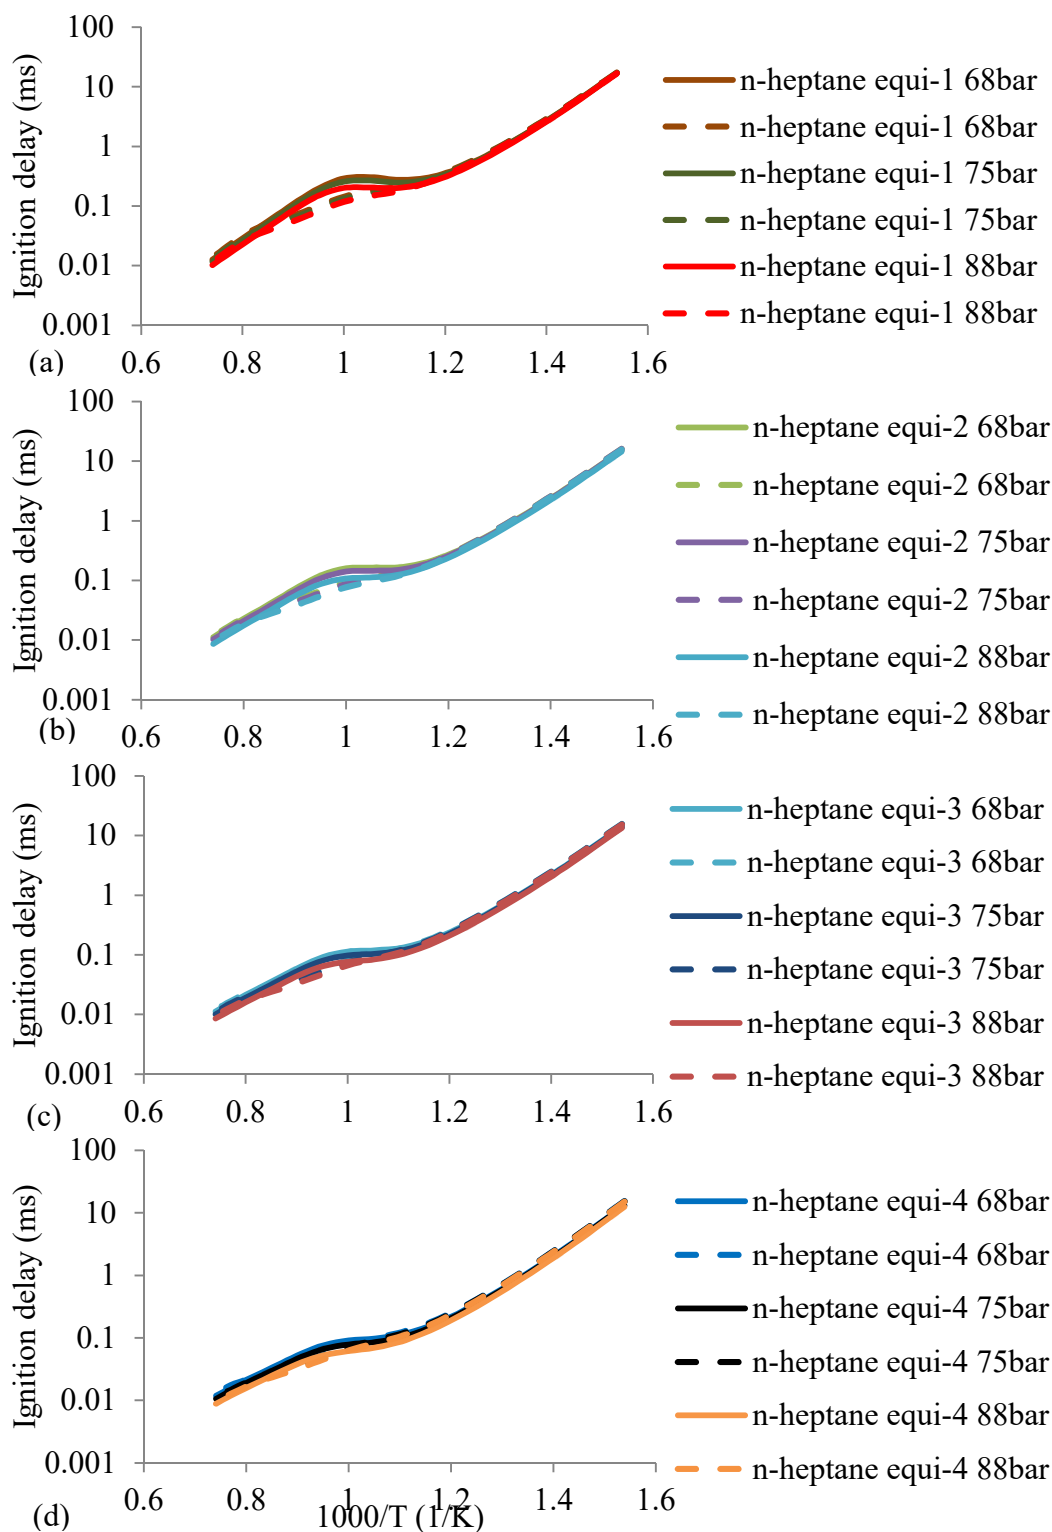 100
10
1
0.1
0.01
0.001
Ignition delay (ms)
n-heptane equi-1 68bar
n-heptane equi-1 68bar
n-heptane equi-1 75bar
n-heptane equi-1 75bar
n-heptane equi-1 88bar
n-heptane equi-1 88bar
(a)
0.6 0.8 1 1.2 1.4 1.6
100
10
1
0.1
0.01
0.001
Ignition delay (ms)
n-heptane equi-2 68bar
n-heptane equi-2 68bar
n-heptane equi-2 75bar
n-heptane equi-2 75bar
n-heptane equi-2 88bar
n-heptane equi-2 88bar
(b)
0.6 0.8 1 1.2 1.4 1.6
100
10
1
0.1
0.01
0.001
Ignition delay (ms)
n-heptane equi-3 68bar
n-heptane equi-3 68bar
n-heptane equi-3 75bar
n-heptane equi-3 75bar
n-heptane equi-3 88bar
n-heptane equi-3 88bar
(c)
0.6 0.8 1 1.2 1.4 1.6
100
10
1
0.1
0.01
0.001
Ignition delay (ms)
n-heptane equi-4 68bar
n-heptane equi-4 68bar
n-heptane equi-4 75bar
n-heptane equi-4 75bar
n-heptane equi-4 88bar
n-heptane equi-4 88bar
(d)
0.6 0.8 1 1.2 1.4 1.6
1000/T (1/K)